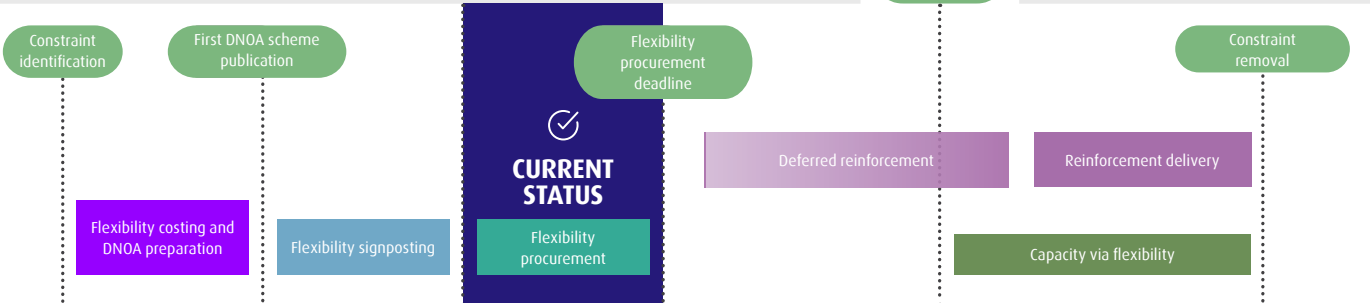 Constraint
identification
First DNOA scheme
publication
Flexibility
procurement
deadline
Constraint
removal
CURRENT
STATUS
Deferred reinforcement
Reinforcement delivery
Flexibility costing and
DNOA preparation
Flexibility signposting
Flexibility
procurement
Capacity via flexibility